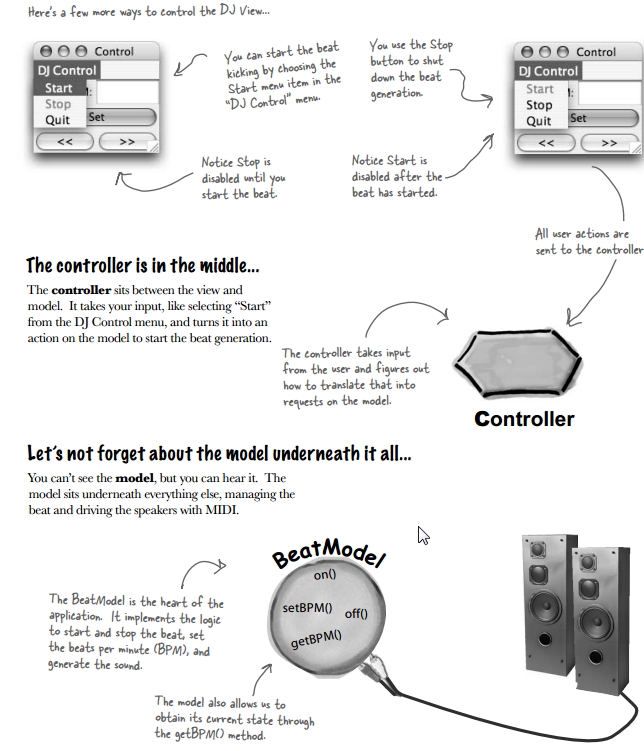 Here's a few more ways to control the DJ View...
Control
DJ Control
Start
Stop
Quit
M:
Set
<<
>>
You can start the beat
kicking by choosing the
Start menu item in the
"DJ Control" menu.
You use the Stop
button to shut
down the beat
generation.
Control
DJ Control
Start
Stop
Quit
M:
Set
<<
>>
Notice Stop is
disabled until you
start the beat.
Notice Start is
disabled after the
beat has started.
All user actions are
sent to the controller
The controller is in the middle...
The controller sits between the view and
model. It takes your input, like selecting “Start”
from the DJ Control menu, and turns it into an
action on the model to start the beat generation.
The controller takes input
from the user and figures out
how to translate that into
requests on the model.
Controller
Let's not forget about the model underneath it all...
You can't see the model, but you can hear it. The
model sits underneath everything else, managing the
beat and driving the speakers with MIDI.
BeatModel
on()
setBPM()
off()
getBPM()
The BeatModel is the heart of the
application. It implements the logic
to start and stop the beat, set
the beats per minute (BPM), and
generate the sound.
The model also allows us to
obtain its current state through
the getBPM() method.